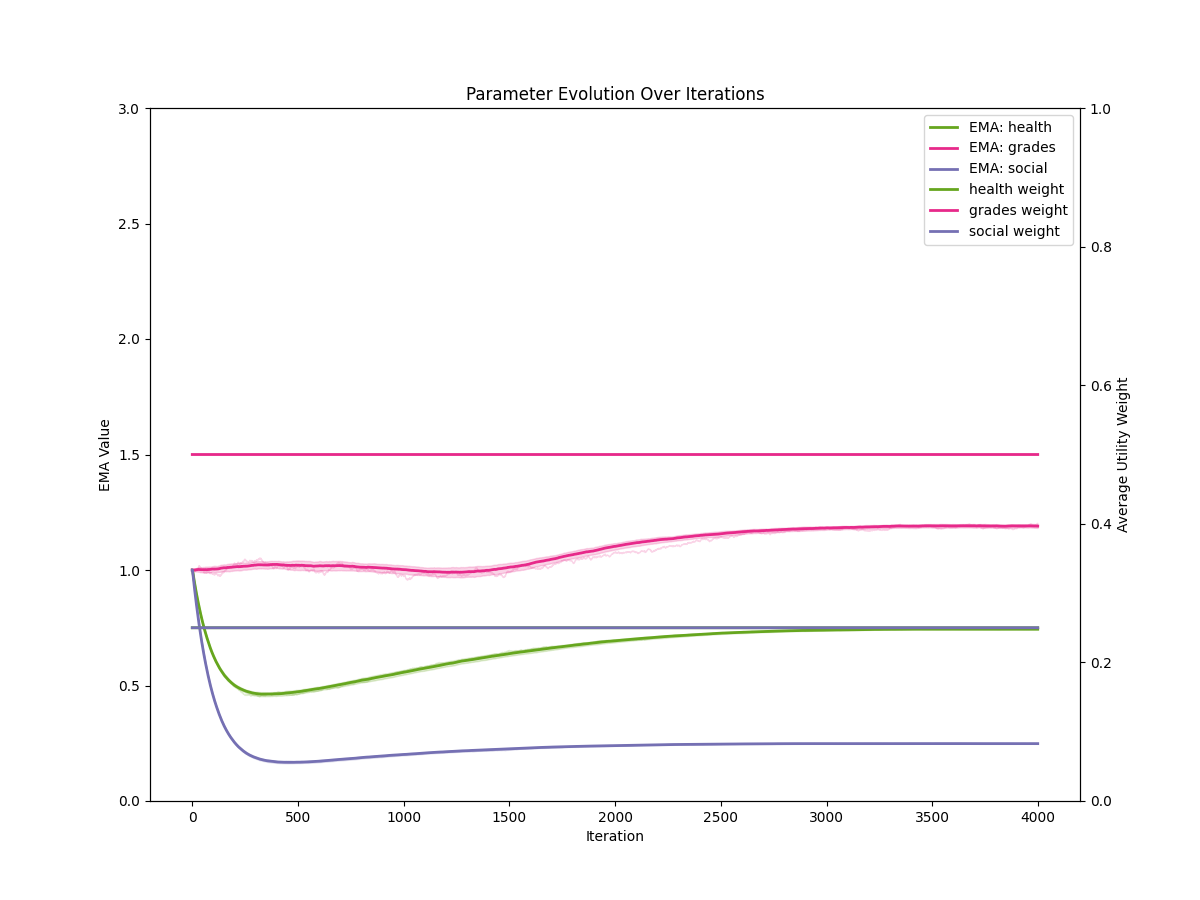 Parameter Evolution Over Iterations
3.0
2.5
2.0
1.5
1.0
0.5
0.0
EMA Value
1.0
0.8
0.6
0.4
0.2
0.0
Average Utility Weight
EMA: health
EMA: grades
EMA: social
health weight
grades weight
social weight
0 500 1000 1500 2000 2500 3000 3500 4000
Iteration